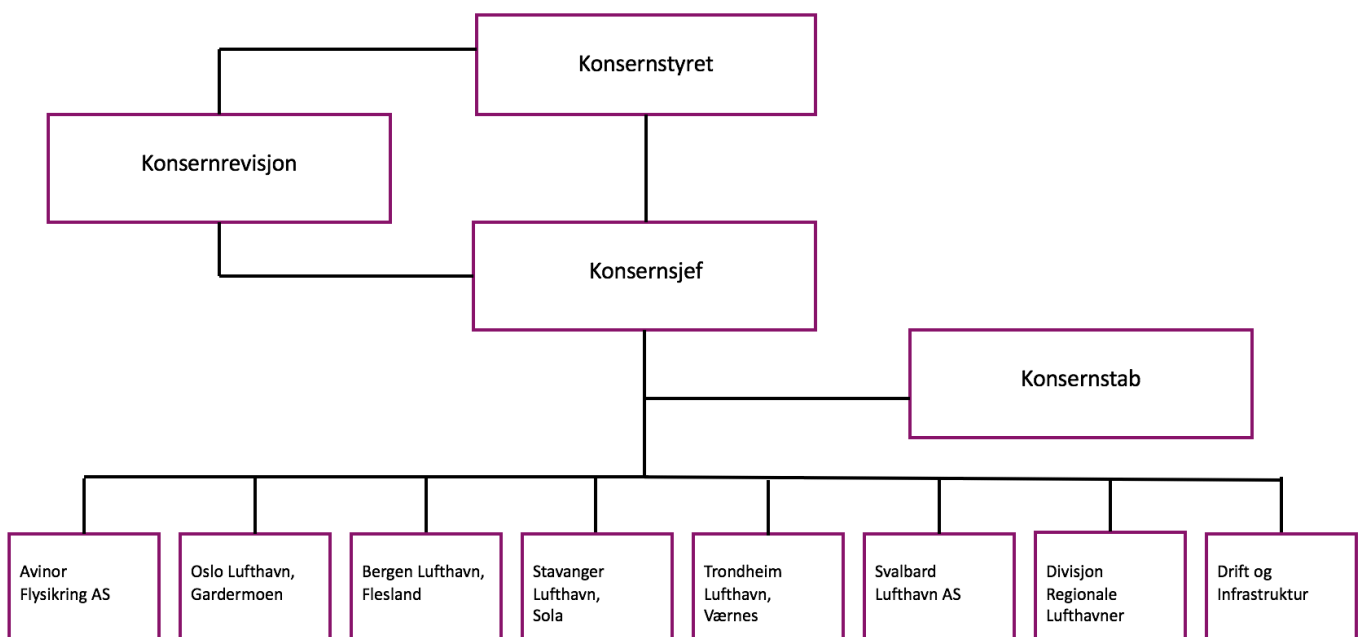 Konsernstyret
Konsernrevisjon
Konsernsjef
Konsernstab
Avinor
Flysikring AS
Oslo Lufthavn,
Gardermoen
Bergen Lufthavn,
Flesland
Stavanger
Lufthavn,
Sola
Trondheim
Lufthavn,
Værnes
Svalbard
Lufthavn AS
Divisjon
Regionale
Lufthavner
Drift og
Infrastruktur